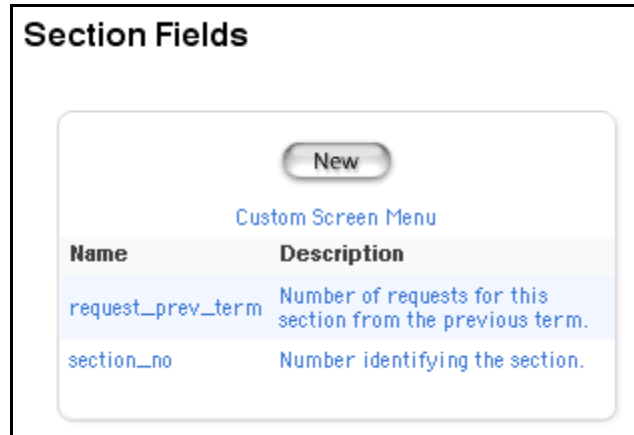 Section Fields
New
Custom Screen Menu
Name Description
request_prev_term Number of requests for this
section from the previous term.
section_no Number identifying the section.